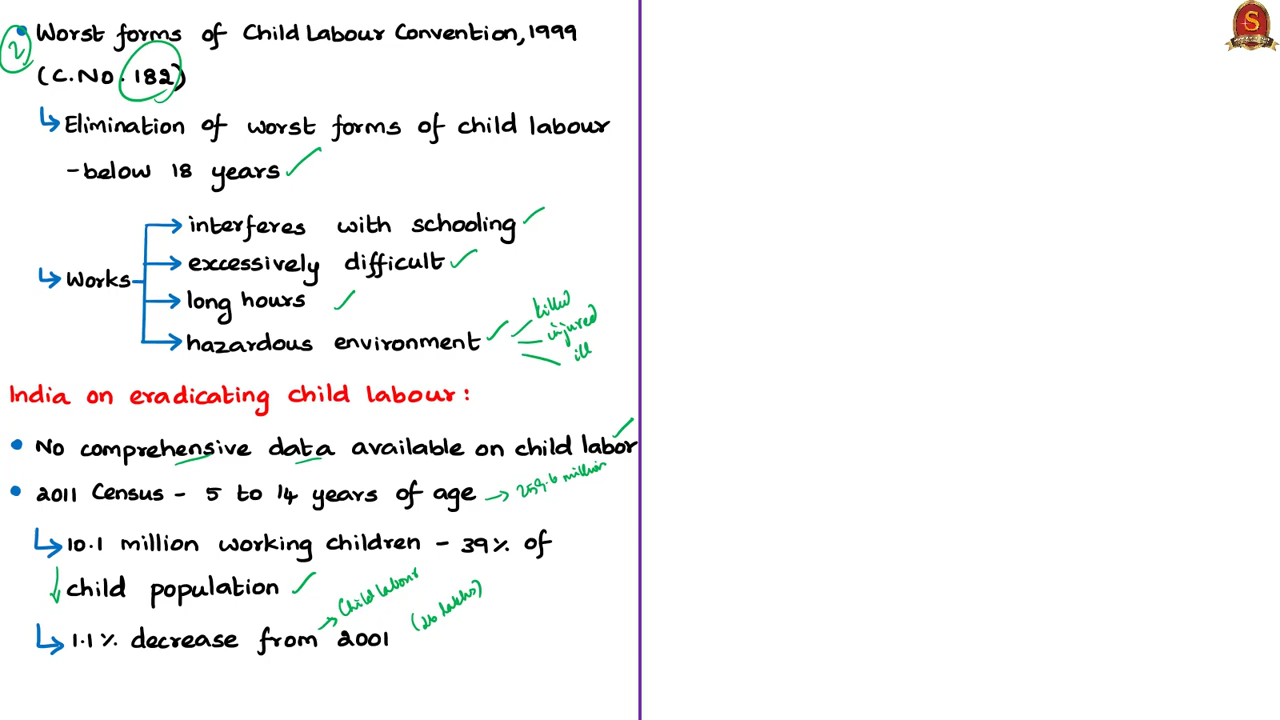 2
Worst forms of Child Labour Convention, 1999
(C.No. 182)
Elimination of worst forms of child labour
- below 18 years
Works
interferes with schooling
excessively difficult
long hours
hazardous environment
killed
injured
ill
India on eradicating child labour:
No comprehensive data available on child labor
2011 Census - 5 to 14 years of age → 259.6 million
10.1 million working children - 39% of
child population
1.1% decrease from 2001
→ Child labour
(26 lakhs)
S